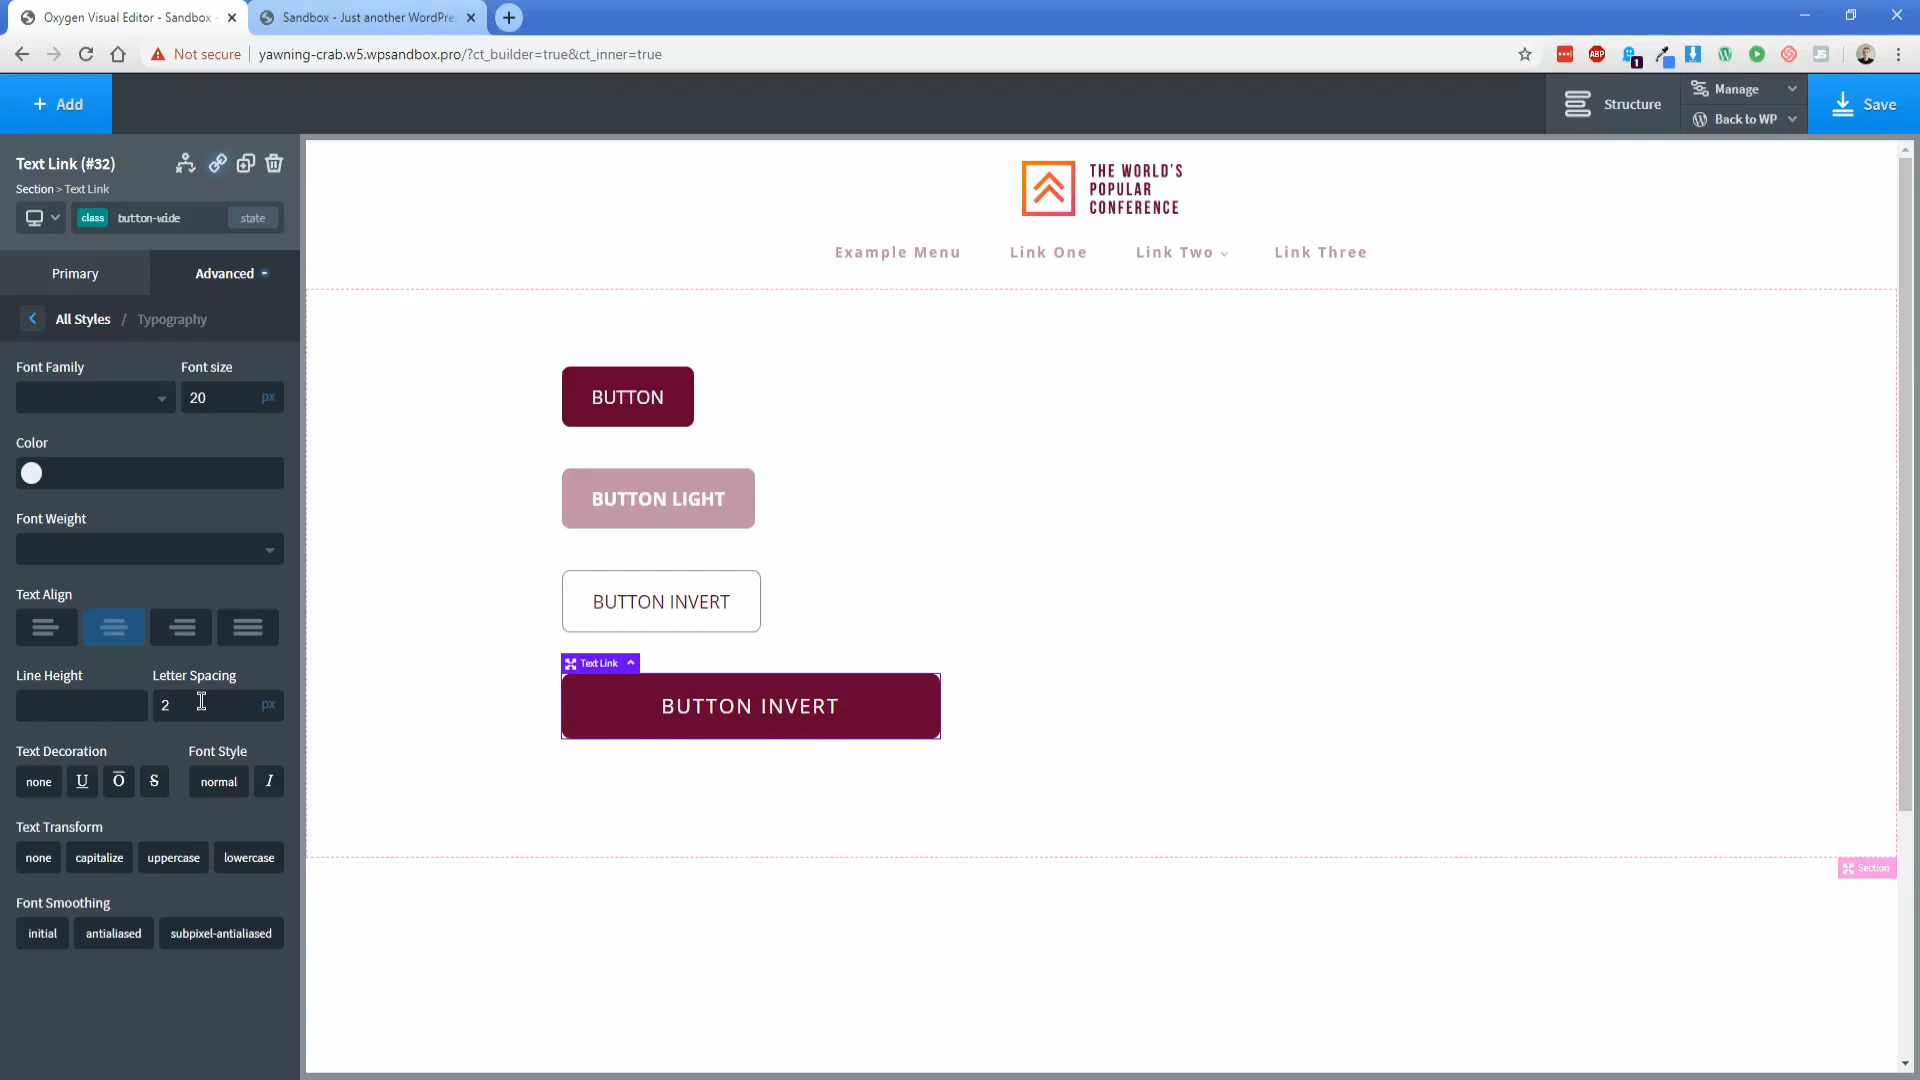 Oxygen Visual Editor - Sandbox -
Sandbox - Just another WordPre
Not secure
yawning-crab.w5.wpsandbox.pro/?ct_builder=true&ct_inner=true
ABP
1
JS
+ Add
Structure
Manage
Back to WP
Save
Text Link (#32)
Section > Text Link
class button-wide state
Primary
Advanced
All Styles / Typography
Font Family
Font size
20 px
Color
Font Weight
Text Align
Line Height
Letter Spacing
2 px
Text Decoration
Font Style
none U O S normal I
Text Transform
none capitalize uppercase lowercase
Font Smoothing
initial antialiased subpixel-antialiased
THE WORLD'S
POPULAR
CONFERENCE
Example Menu
Link One
Link Two
Link Three
BUTTON
BUTTON LIGHT
BUTTON INVERT
Text Link
BUTTON INVERT
Section